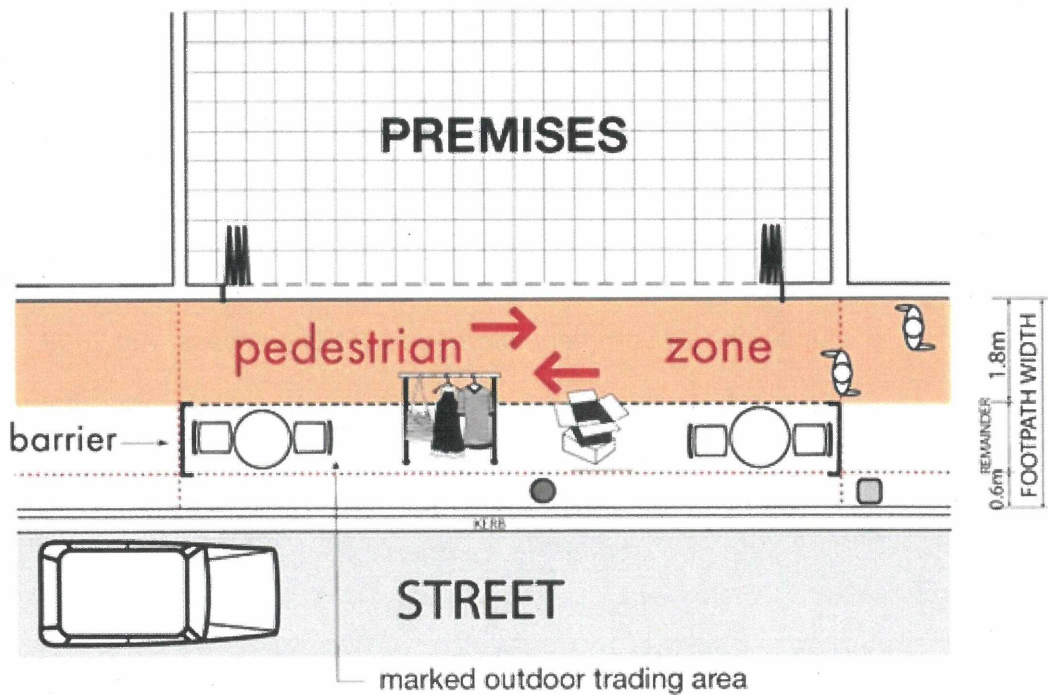 PREMISES
pedestrian zone
barrier
1.8m
REMAINDER
0.6m
FOOTPATH WIDTH
KERB
STREET
marked outdoor trading area